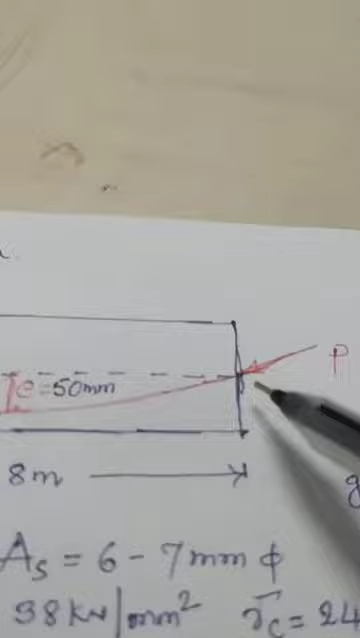 P
e = 50mm
8m
As = 6 - 7mm ϕ
38 kN/mm²